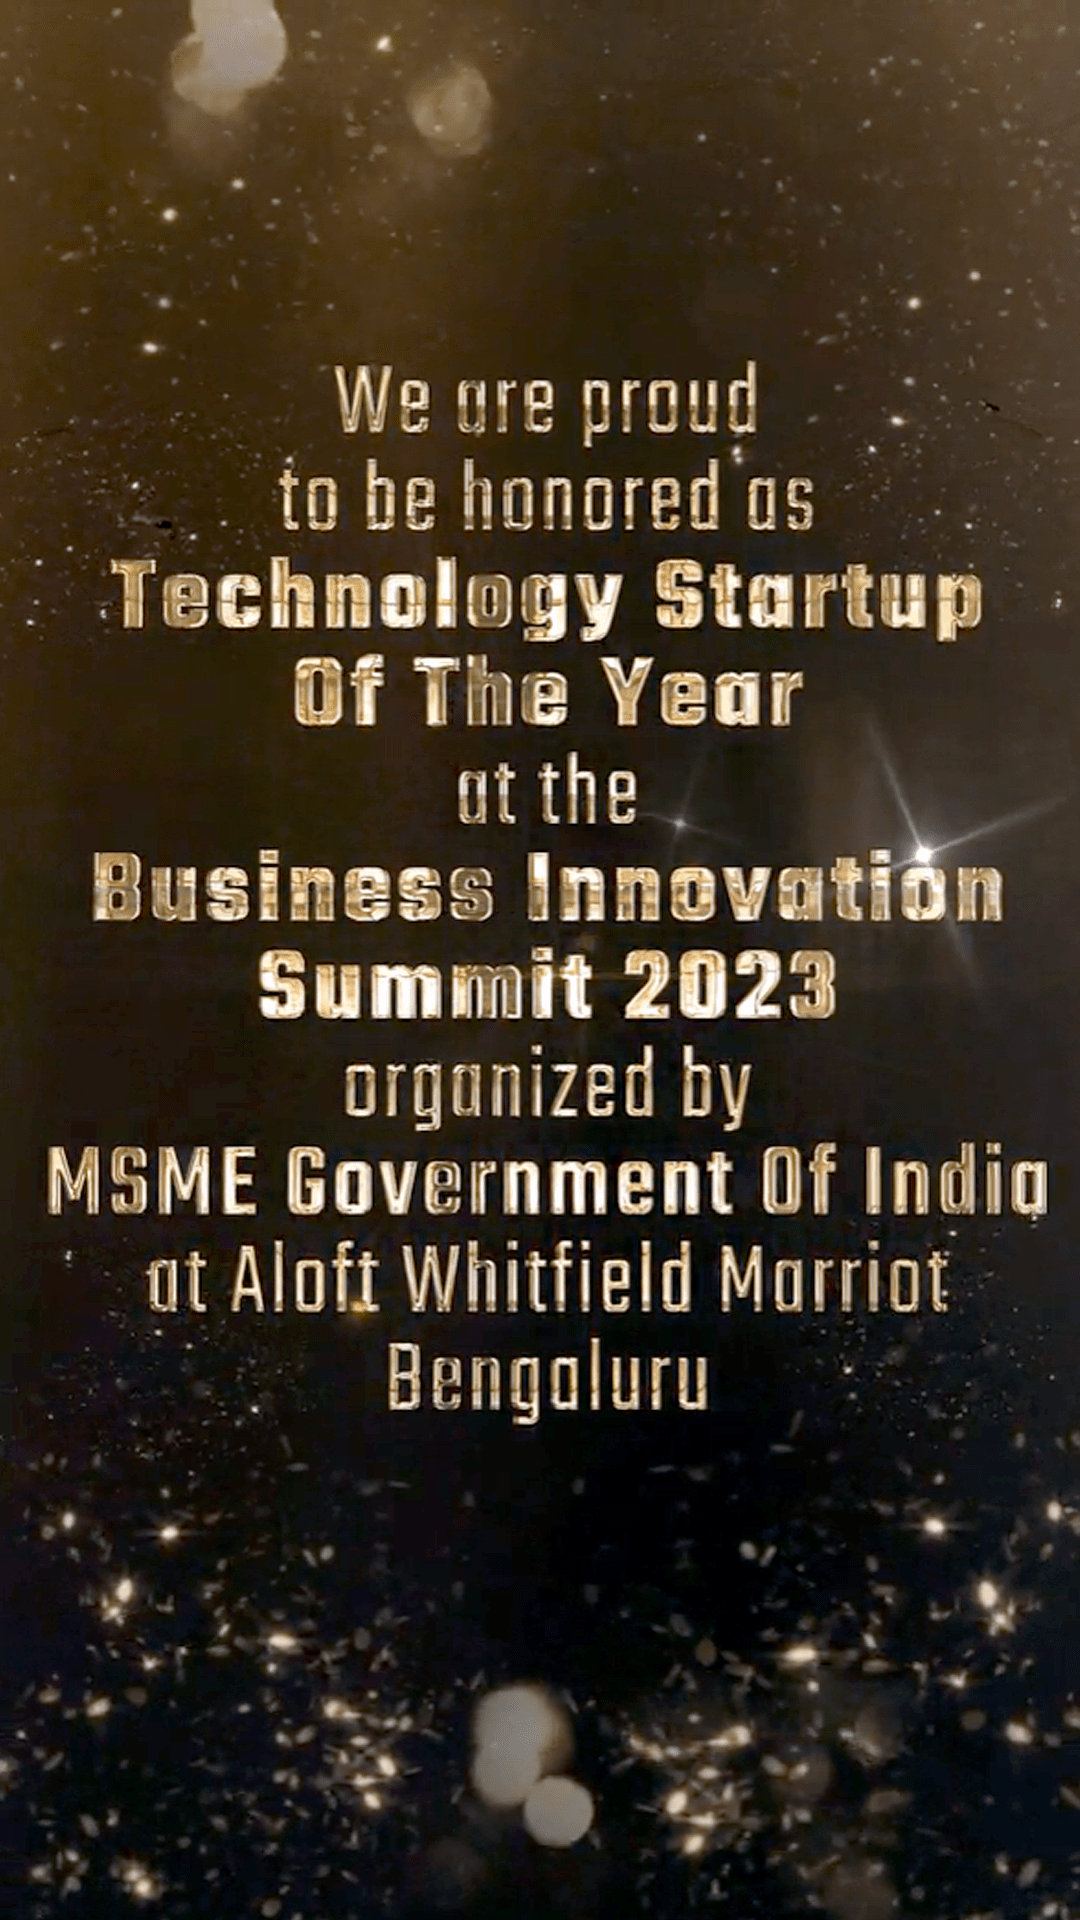 We are proud
to be honored as
Technology Startup
Of The Year
at the
Business Innovation
Summit 2023
organized by
MSME Government Of India
at Aloft Whitfield Marriot
Bengaluru